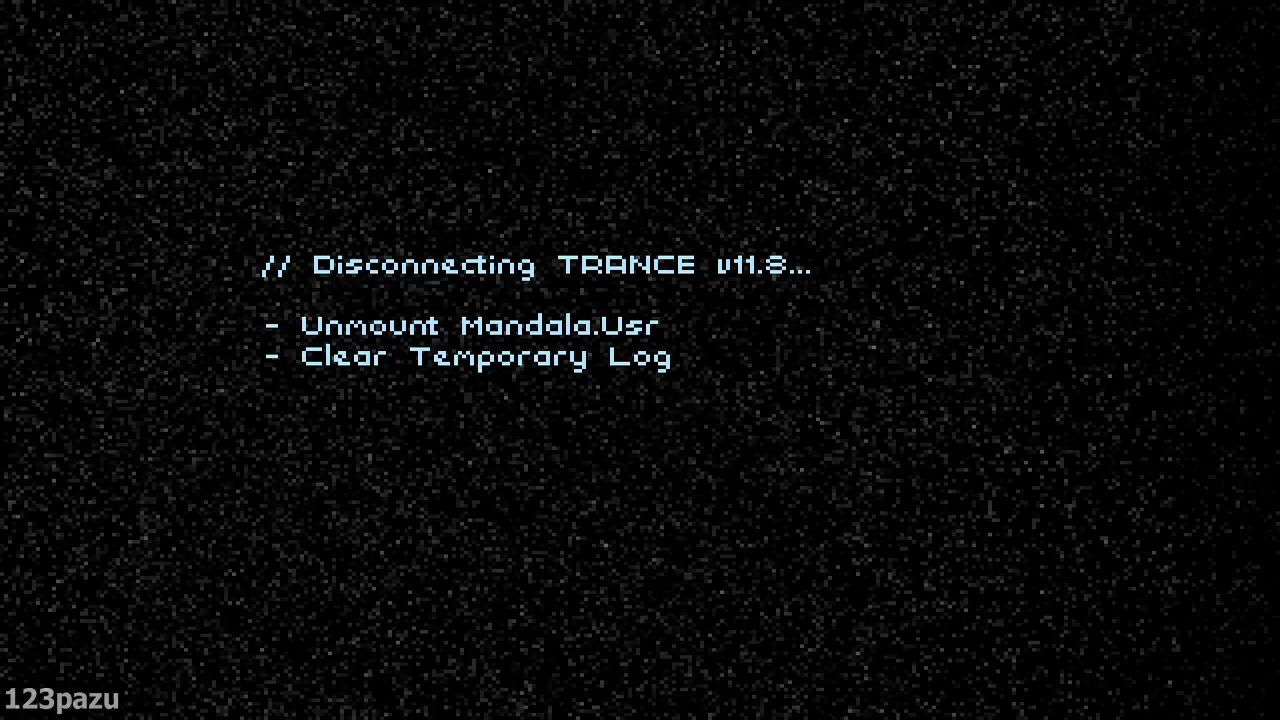 // Disconnecting TRANCE v11.8...
- Unmount Mandala.Usr
- Clear Temporary Log
123pazu